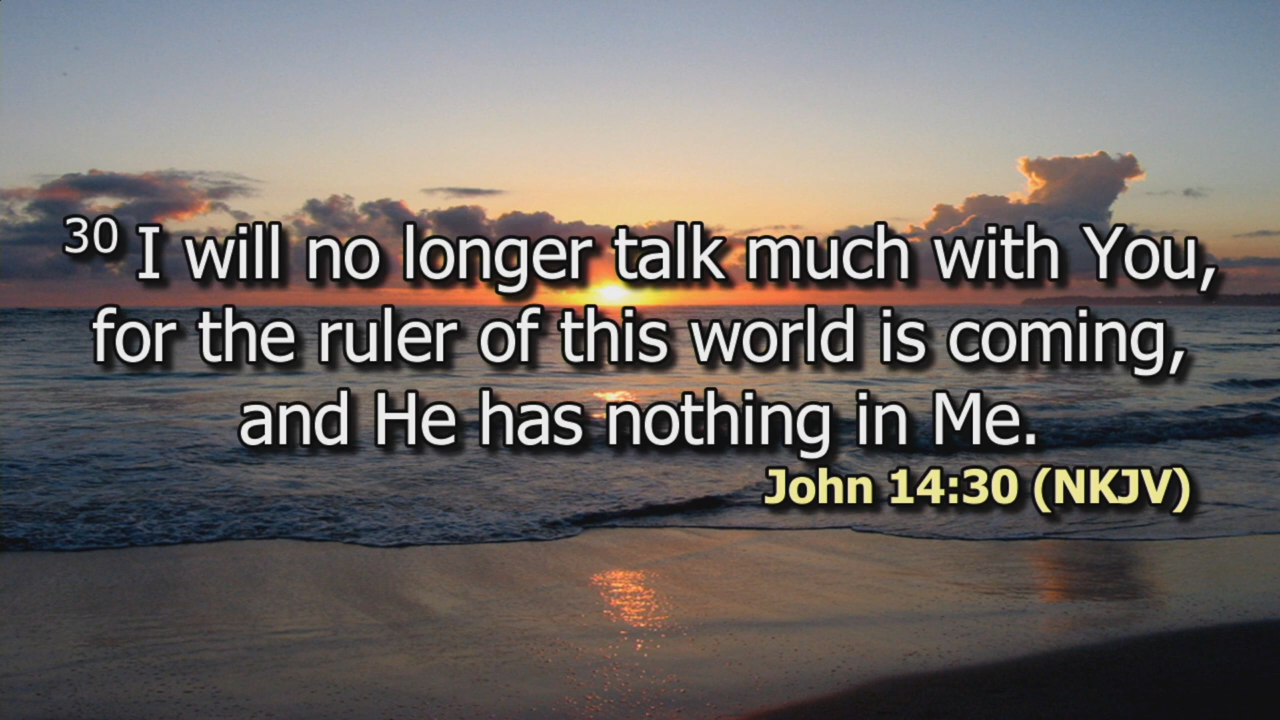 30 I will no longer talk much with You,
for the ruler of this world is coming,
and He has nothing in Me.
John 14:30 (NKJV)